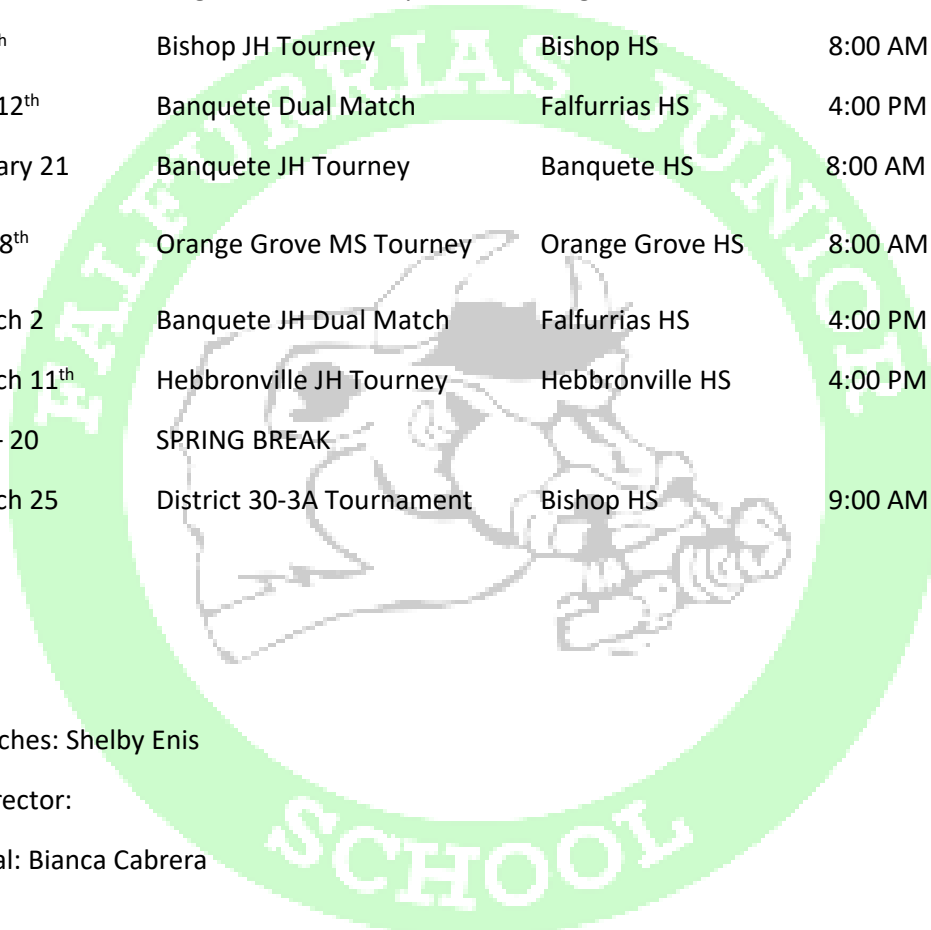 h Bishop JH Tourney Bishop HS 8:00 AM
12th Banquete Dual Match Falfurrias HS 4:00 PM
ary 21 Banquete JH Tourney Banquete HS 8:00 AM
8th Orange Grove MS Tourney Orange Grove HS 8:00 AM
ch 2 Banquete JH Dual Match Falfurrias HS 4:00 PM
ch 11th Hebbronville JH Tourney Hebbronville HS 4:00 PM
- 20 SPRING BREAK
ch 25 District 30-3A Tournament Bishop HS 9:00 AM
ches: Shelby Enis
rector:
al: Bianca Cabrera
FALFURRIAS JUNIOR
SCHOOL